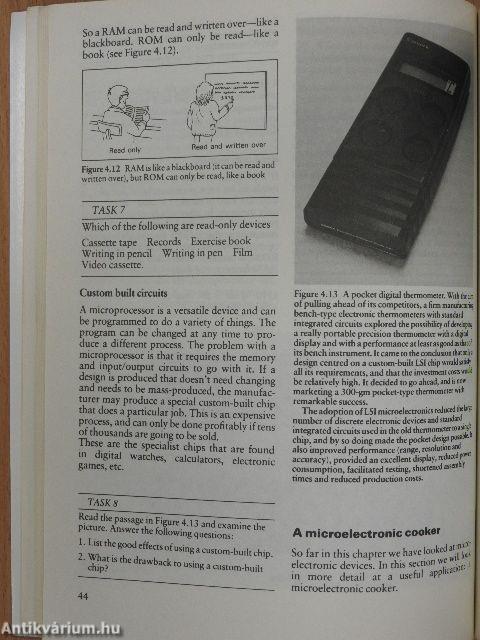 So a RAM can be read and written over—like a
blackboard. ROM can only be read—like a
book (see Figure 4.12).
Read only
Read and written over
Figure 4.12 RAM is like a blackboard (it can be read and
written over), but ROM can only be read, like a book
TASK 7
Which of the following are read-only devices
Cassette tape Records Exercise book
Writing in pencil Writing in pen Film
Video cassette.
Custom built circuits
A microprocessor is a versatile device and can
be programmed to do a variety of things. The
program can be changed at any time to pro-
duce a different process. The problem with a
microprocessor is that it requires the memory
and input/output circuits to go with it. If a
design is produced that doesn't need changing
and needs to be mass-produced, the manufac-
turer may produce a special custom-built chip
that does a particular job. This is an expensive
process, and can only be done profitably if tens
of thousands are going to be sold.
These are the specialist chips that are found
in digital watches, calculators, electronic
games, etc.
TASK 8
Read the passage in Figure 4.13 and examine the
picture. Answer the following questions:
1. List the good effects of using a custom-built chip.
2. What is the drawback to using a custom-built
chip?
44
Figure 4.13 A pocket digital thermometer. With the aim
of pulling ahead of its competitors, a firm manufacturing
bench-type electronic thermometers with standard
integrated circuits explored the possibility of developing
a really portable precision thermometer with a digital
display and with a performance at least as good as that of
its bench instrument. It came to the conclusion that only a
design centred on a custom-built LSI chip would satisfy
all its requirements, and that the investment costs would
be relatively high. It decided to go ahead, and is now
marketing a 300-gm pocket-type thermometer with
remarkable success.
The adoption of LSI microelectronics reduced the large
number of discrete electronic devices and standard
integrated circuits used in the old thermometer to a single
chip, and by so doing made the pocket design possible. It
also improved performance (range, resolution and
accuracy), provided an excellent display, reduced power
consumption, facilitated testing, shortened assembly
times and reduced production costs.
A microelectronic cooker
So far in this chapter we have looked at micro-
electronic devices. In this section we will look
in more detail at a useful application: a
microelectronic cooker.
Antikvárium.hu